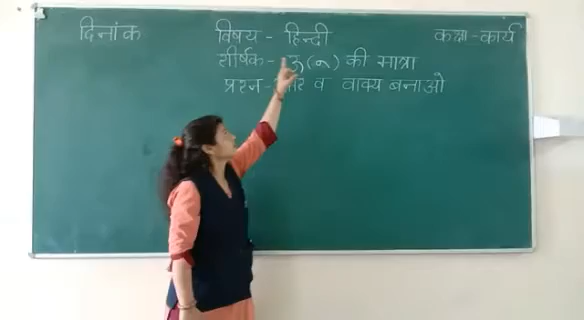 दिनांक विषय - हिन्दी कक्षा-कार्य
शीर्षक- (ू) की मात्रा
प्रश्न- व वाक्य बनाओ